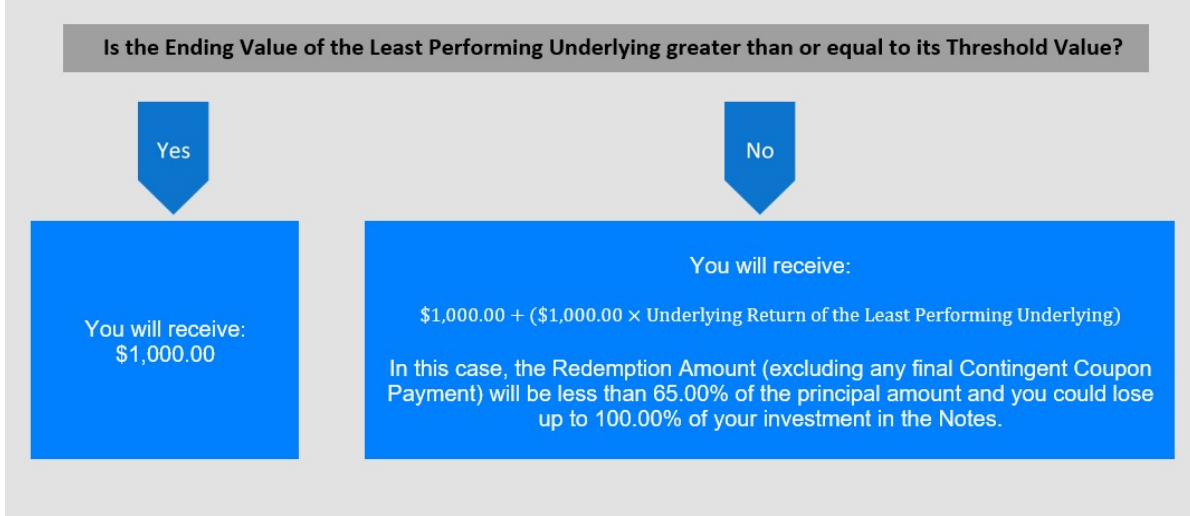 Is the Ending Value of the Least Performing Underlying greater than or equal to its Threshold Value?
Yes
No
You will receive:
$1,000.00
You will receive:
$1,000.00 + ($1,000.00 × Underlying Return of the Least Performing Underlying)
In this case, the Redemption Amount (excluding any final Contingent Coupon
Payment) will be less than 65.00% of the principal amount and you could lose
up to 100.00% of your investment in the Notes.